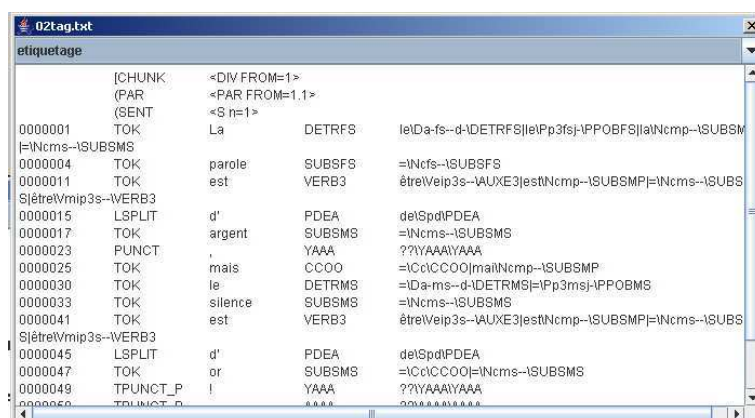 02tag.txt
etiquetage
[CHUNK <DIV FROM=1>
(PAR <PAR FROM=1.1>
(SENT <S n=1>
0000001 TOK La DETRFS le\Da-fs--d-\DETRFS|le\Pp3fsj-\PPOBFS|la\Ncmp--\SUBSM
|=\Ncms--\SUBSMS
0000004 TOK parole SUBSFS =\Ncfs--\SUBSFS
0000011 TOK est VERB3 être\Veip3s--\AUXE3|est\Ncmp--\SUBSMP|=\Ncms--\SUBS
S|être\Vmip3s--\VERB3
0000015 LSPLIT d' PDEA de\Spd\PDEA
0000017 TOK argent SUBSMS =\Ncms--\SUBSMS
0000023 PUNCT , YAAA ??\YAAA\YAAA
0000025 TOK mais CCOO =\Cc\CCOO|mai\Ncmp--\SUBSMP
0000030 TOK le DETRMS =\Da-ms--d-\DETRMS|=\Pp3msj-\PPOBMS
0000033 TOK silence SUBSMS =\Ncms--\SUBSMS
0000041 TOK est VERB3 être\Veip3s--\AUXE3|est\Ncmp--\SUBSMP|=\Ncms--\SUBS
S|être\Vmip3s--\VERB3
0000045 LSPLIT d' PDEA de\Spd\PDEA
0000047 TOK or SUBSMS =\Cc\CCOO|=\Ncms--\SUBSMS
0000049 TPUNCT_P ! YAAA ??\YAAA\YAAA